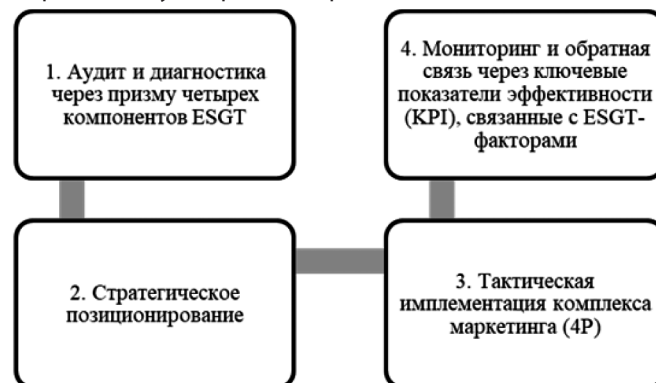 1. Аудит и диагностика
через призму четырех
компонентов ESGT
2. Стратегическое
позиционирование
3. Тактическая
имплементация комплекса
маркетинга (4P)
4. Мониторинг и обратная
связь через ключевые
показатели эффективности
(KPI), связанные с ESGT-
факторами